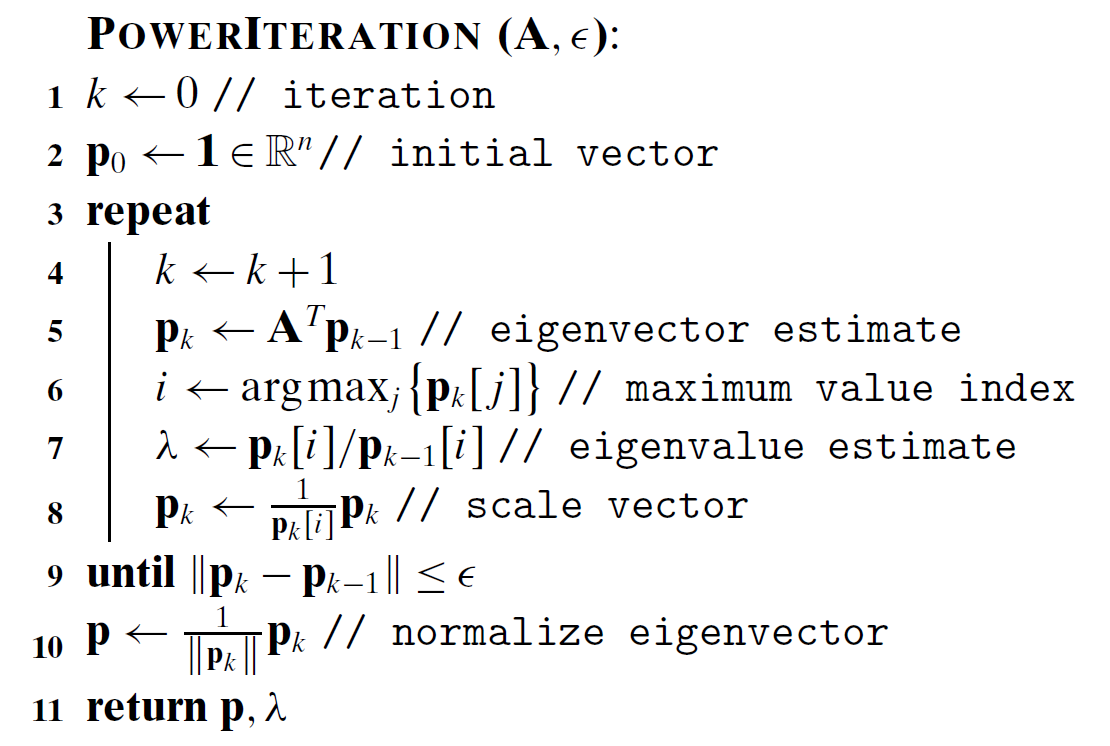 POWERITERATION (A, ϵ):
1 k ← 0 // iteration
2 p₀ ← 1 ∈ ℝⁿ // initial vector
3 repeat
4 k ← k + 1
5 pₖ ← Aᵀpₖ₋₁ // eigenvector estimate
6 i ← arg maxⱼ {pₖ[j]} // maximum value index
7 λ ← pₖ[i]/pₖ₋₁[i] // eigenvalue estimate
8 pₖ ← 1/pₖ[i] pₖ // scale vector
9 until ‖pₖ − pₖ₋₁‖ ≤ ϵ
10 p ← 1/‖pₖ‖ pₖ // normalize eigenvector
11 return p, λ